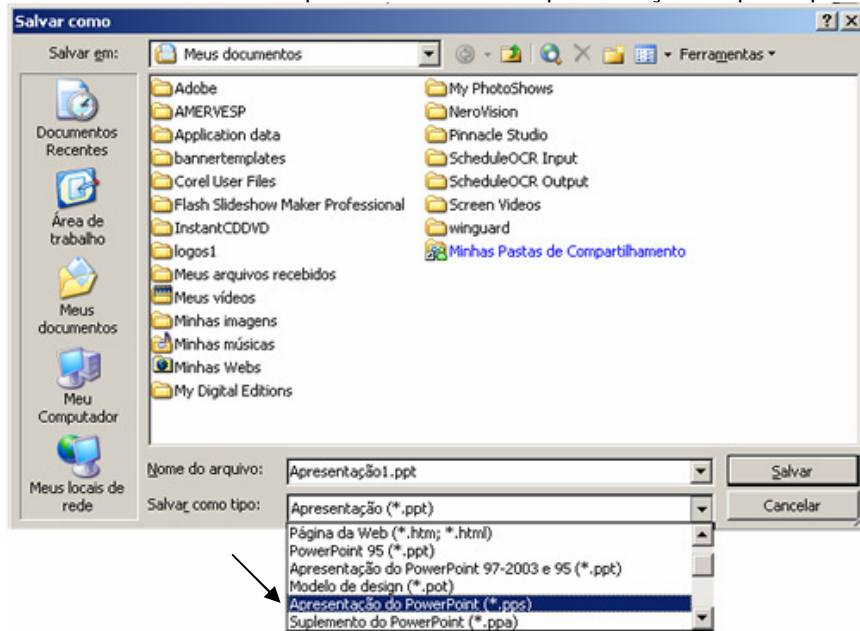 Salvar como
Salvar em: Meus documentos Ferramentas
Documentos
Recentes
Área de
trabalho
Meus
documentos
Meu
Computador
Meus locais de
rede
Adobe
AMERVESP
Application data
bannertemplates
Corel User Files
Flash Slideshow Maker Professional
InstantCDDVD
logos1
Meus arquivos recebidos
Meus vídeos
Minhas imagens
Minhas músicas
Minhas Webs
My Digital Editions
My PhotoShows
NeroVision
Pinnacle Studio
ScheduleOCR Input
ScheduleOCR Output
Screen Videos
winguard
Minhas Pastas de Compartilhamento
Nome do arquivo: Apresentação1.ppt Salvar
Salvar como tipo: Apresentação (*.ppt) Cancelar
Página da Web (*.htm; *.html)
PowerPoint 95 (*.ppt)
Apresentação do PowerPoint 97-2003 e 95 (*.ppt)
Modelo de design (*.pot)
Apresentação do PowerPoint (*.pps)
Suplemento do PowerPoint (*.ppa)